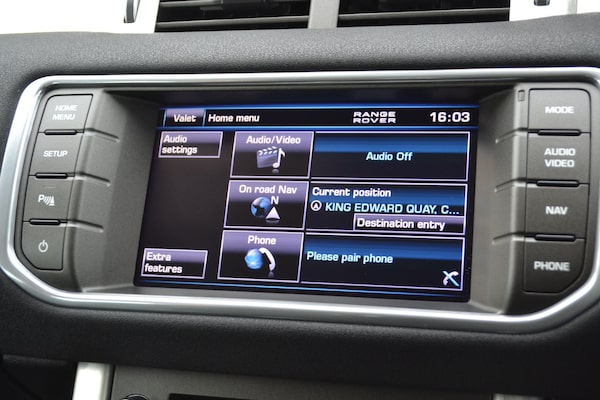 HOME
MENU
SETUP
P
Valet
Home menu
RANGE
ROVER
16:03
Audio
settings
Audio/Video
Audio Off
On road Nav
N
Current position
KING EDWARD QUAY, C...
Destination entry
Phone
Please pair phone
Extra
features
MODE
AUDIO
VIDEO
NAV
PHONE